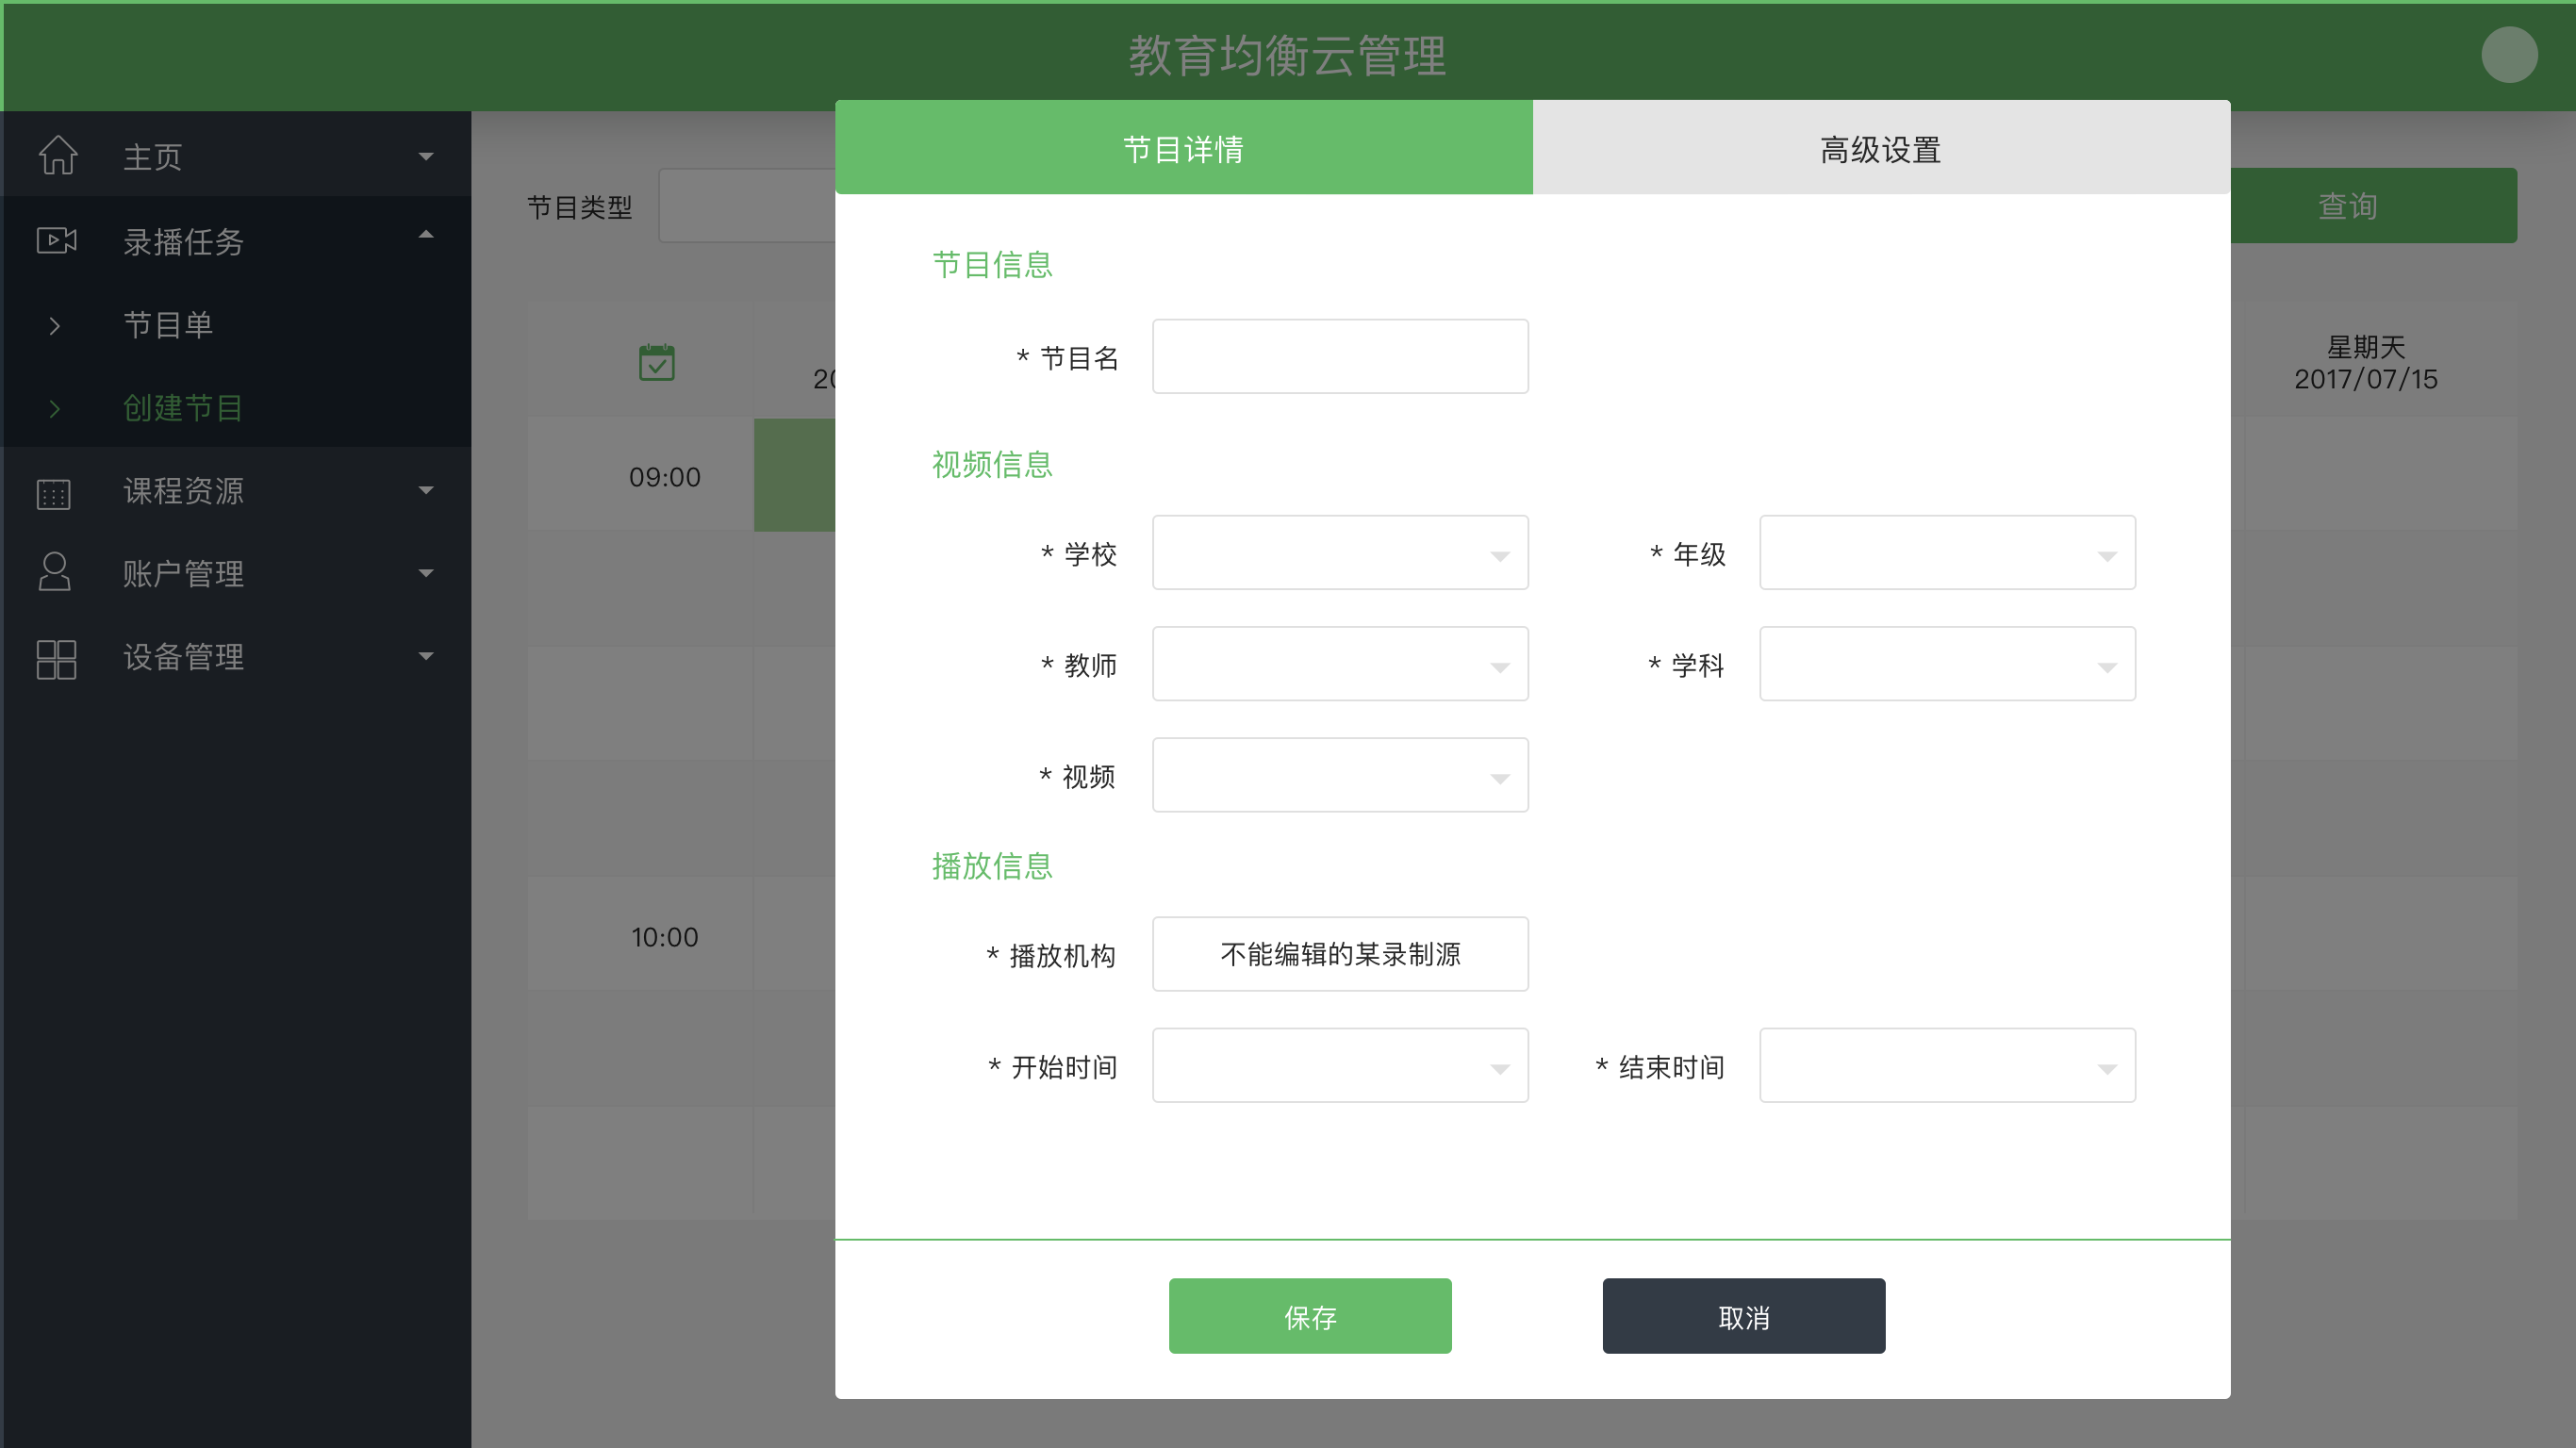 教育均衡云管理
主页
录播任务
节目单
创建节目
课程资源
账户管理
设备管理
节目类型
查询
20
星期天
2017/07/15
09:00
10:00
节目详情
高级设置
节目信息
* 节目名
视频信息
* 学校
* 年级
* 教师
* 学科
* 视频
播放信息
* 播放机构
不能编辑的某录制源
* 开始时间
* 结束时间
保存
取消